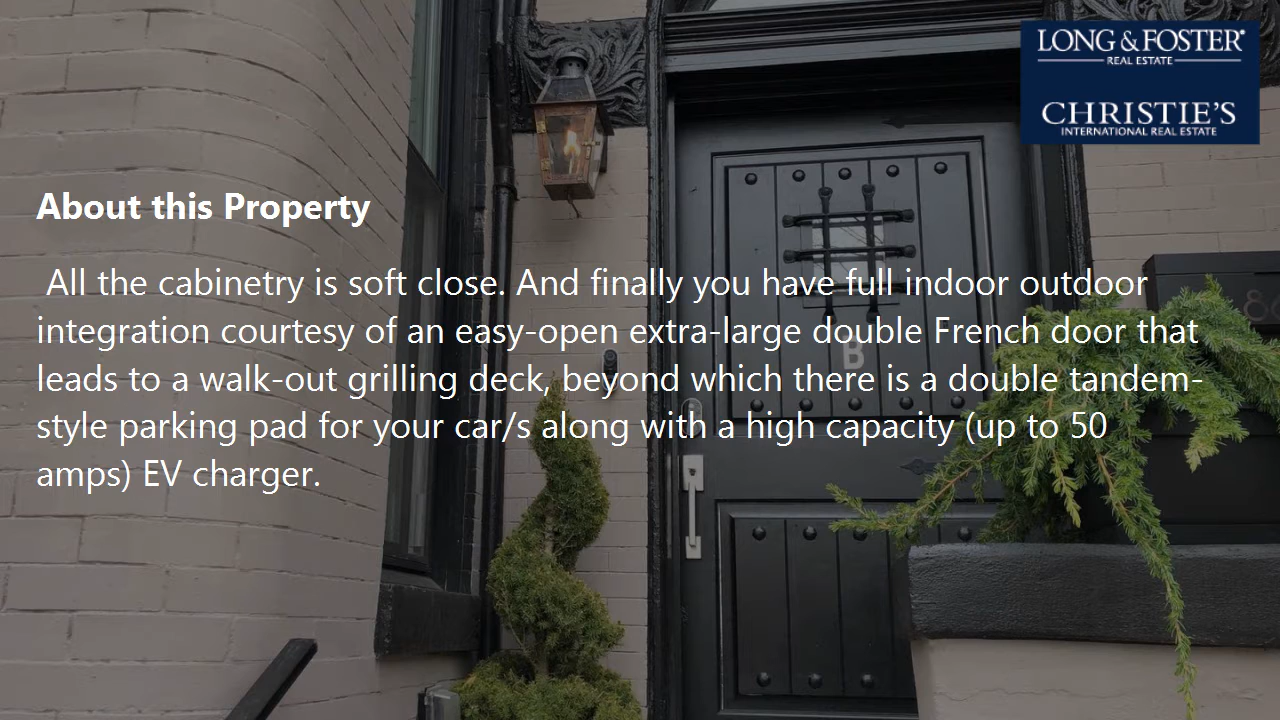 LONG & FOSTER®
REAL ESTATE
CHRISTIE'S
INTERNATIONAL REAL ESTATE
About this Property
All the cabinetry is soft close. And finally you have full indoor outdoor
integration courtesy of an easy-open extra-large double French door that
leads to a walk-out grilling deck, beyond which there is a double tandem-
style parking pad for your car/s along with a high capacity (up to 50
amps) EV charger.
B